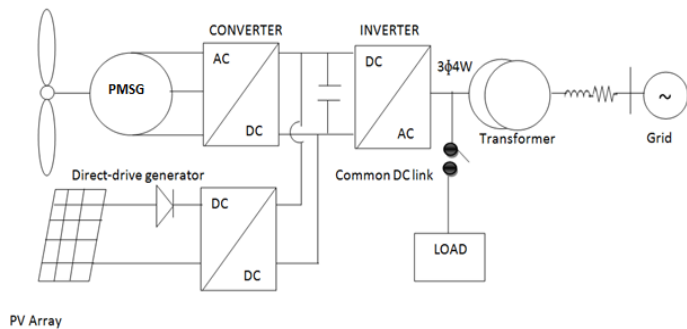 CONVERTER
INVERTER
AC
DC
3ϕ4W
PMSG
DC
AC
Transformer
~
Grid
Direct-drive generator
Common DC link
DC
DC
LOAD
PV Array